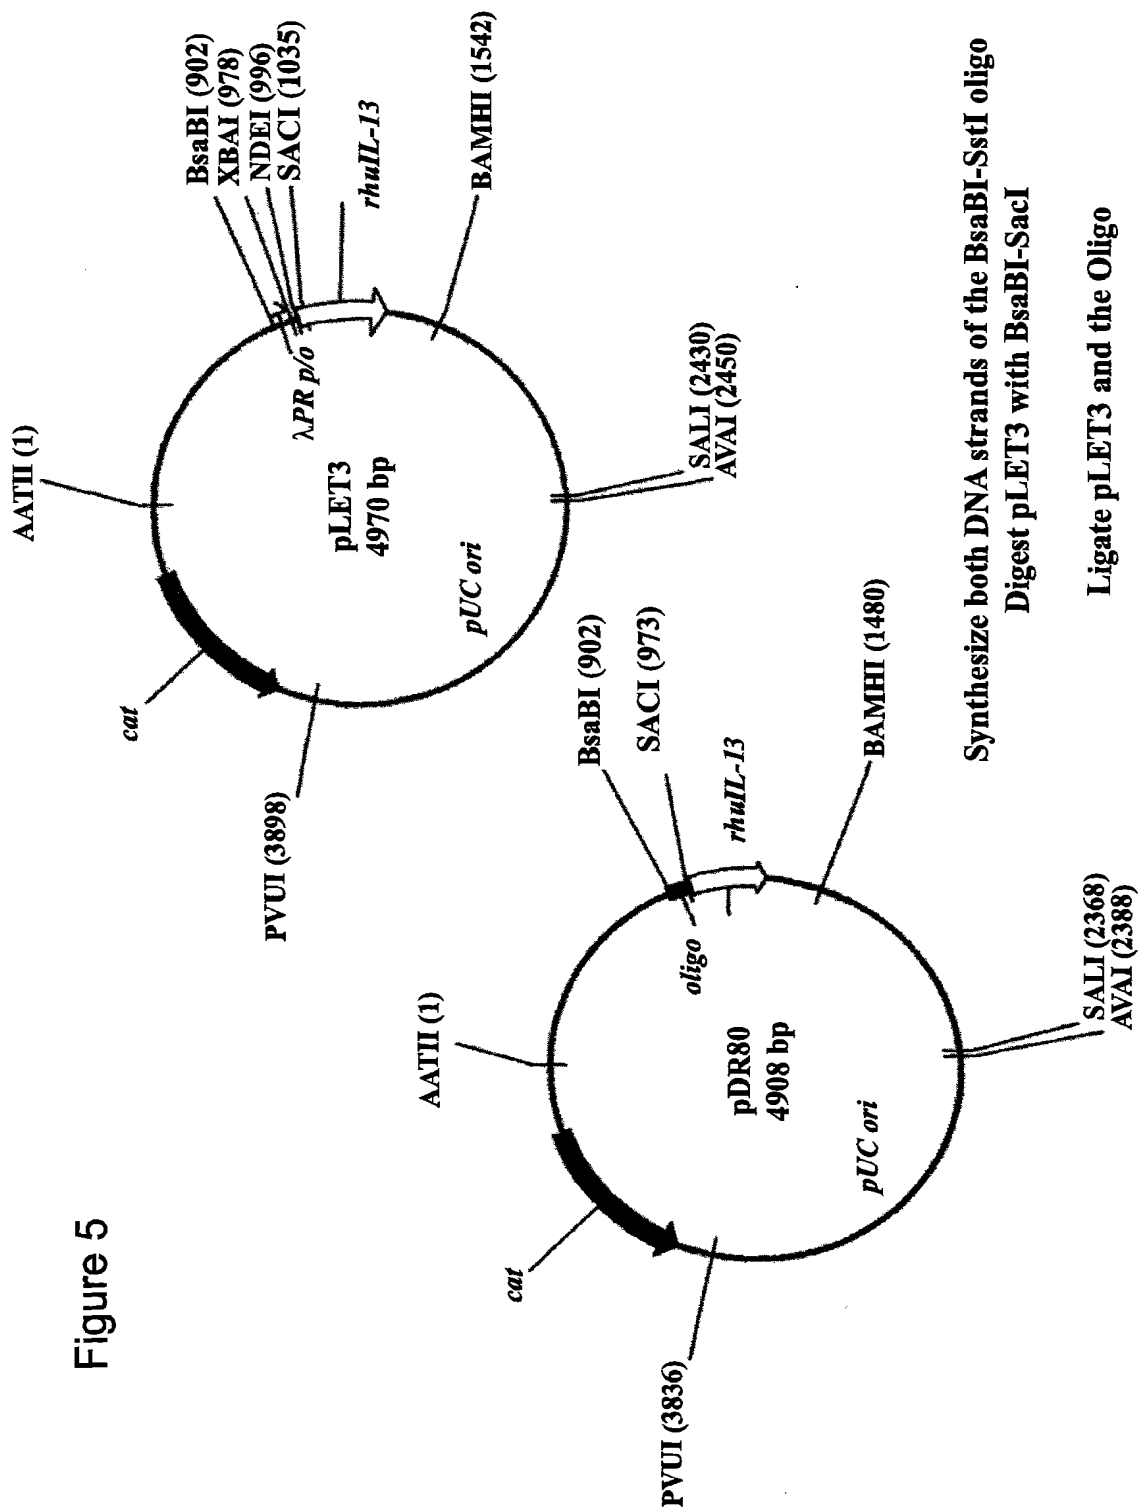 Figure 5
AATII (1)
BsaBI (902)
XBAI (978)
NDEI (996)
SACI (1035)
λPR p/o
rhuIL-13
pLET3
4970 bp
BAMHI (1542)
SALI (2430)
AVAI (2450)
pUC ori
PVUI (3898)
cat
AATII (1)
BsaBI (902)
SACI (973)
oligo
rhuIL-13
pDR80
4908 bp
BAMHI (1480)
SALI (2368)
AVAI (2388)
pUC ori
PVUI (3836)
cat
Synthesize both DNA strands of the BsaBI-SstI oligo
Digest pLET3 with BsaBI-SacI
Ligate pLET3 and the Oligo